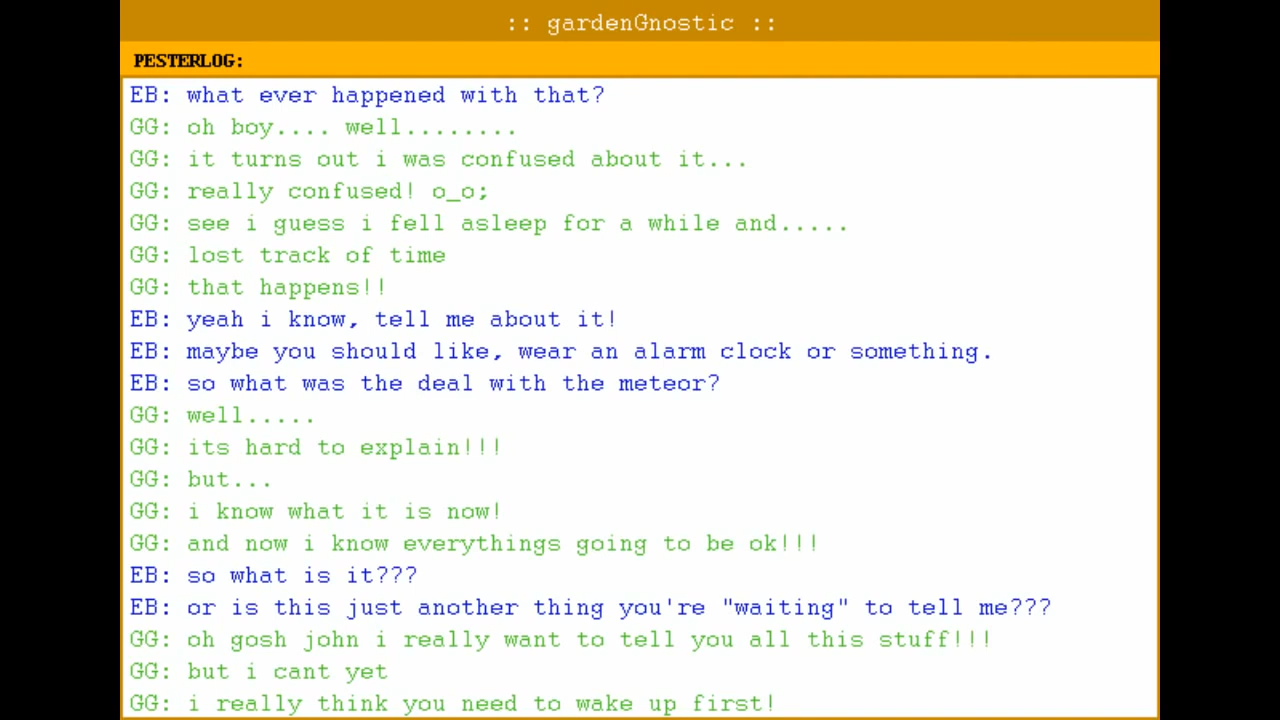 :: gardenGnostic ::
PESTERLOG:
EB: what ever happened with that?
GG: oh boy.... well........
GG: it turns out i was confused about it...
GG: really confused! o_o;
GG: see i guess i fell asleep for a while and.....
GG: lost track of time
GG: that happens!!
EB: yeah i know, tell me about it!
EB: maybe you should like, wear an alarm clock or something.
EB: so what was the deal with the meteor?
GG: well.....
GG: its hard to explain!!!
GG: but...
GG: i know what it is now!
GG: and now i know everythings going to be ok!!!
EB: so what is it???
EB: or is this just another thing you're "waiting" to tell me???
GG: oh gosh john i really want to tell you all this stuff!!!
GG: but i cant yet
GG: i really think you need to wake up first!